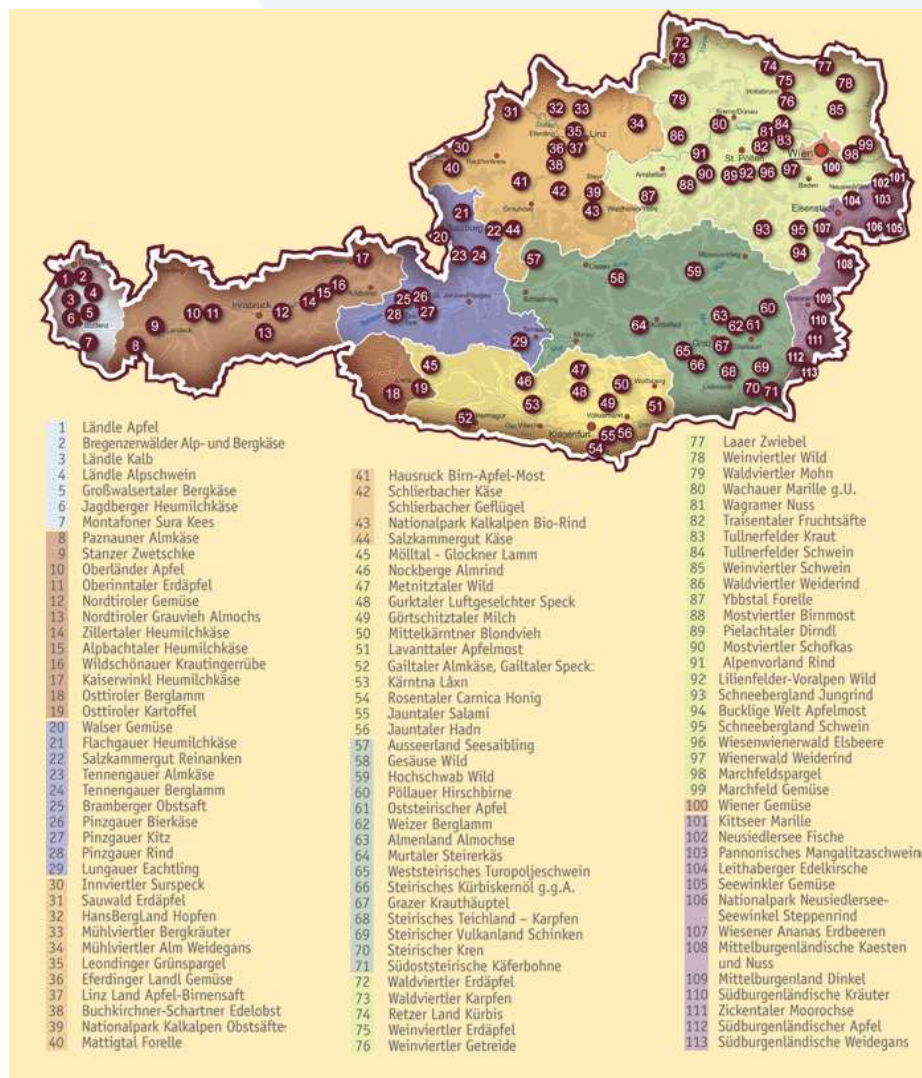 1 Ländle Apfel
2 Bregenzerwälder Alp- und Bergkäse
3 Ländle Kalb
4 Ländle Alpschwein
5 Großwalsertaler Bergkäse
6 Jagdberger Heumilchkäse
7 Montafoner Sura Kees
8 Paznauner Almkäse
9 Stanzer Zwetschke
10 Oberländer Apfel
11 Oberinntaler Erdäpfel
12 Nordtiroler Gemüse
13 Nordtiroler Grauvieh Almochs
14 Zillertaler Heumilchkäse
15 Alpbachtaler Heumilchkäse
16 Wildschönauer Krautingerrübe
17 Kaiserwinkl Heumilchkäse
18 Osttiroler Berglamm
19 Osttiroler Kartoffel
20 Walser Gemüse
21 Flachgauer Heumilchkäse
22 Salzkammergut Reinanken
23 Tennengauer Almkäse
24 Tennengauer Berglamm
25 Bramberger Obstsaft
26 Pinzgauer Bierkäse
27 Pinzgauer Kitz
28 Pinzgauer Rind
29 Lungauer Eachtling
30 Innviertler Surspeck
31 Sauwald Erdäpfel
32 HansBergLand Hopfen
33 Mühlviertler Bergkräuter
34 Mühlviertler Alm Weidegans
35 Leondinger Grünspargel
36 Eferdinger Landl Gemüse
37 Linz Land Apfel-Birnensaft
38 Buchkirchner-Schartner Edelobst
39 Nationalpark Kalkalpen Obstsäfte
40 Mattigtal Forelle
41 Hausruck Birn-Apfel-Most
42 Schlierbacher Käse
Schlierbacher Geflügel
43 Nationalpark Kalkalpen Bio-Rind
44 Salzkammergut Käse
45 Mölltal - Glockner Lamm
46 Nockberge Almrind
47 Metnitztaler Wild
48 Gurktaler Luftgeselchter Speck
49 Görtschitztaler Milch
50 Mittelkärntner Blondvieh
51 Lavanttaler Apfelmost
52 Gailtaler Almkäse, Gailtaler Speck
53 Kärntna Låxn
54 Rosentaler Carnica Honig
55 Jauntaler Salami
56 Jauntaler Hadn
57 Ausseerland Seesaibling
58 Gesäuse Wild
59 Hochschwab Wild
60 Pöllauer Hirschbirne
61 Oststeirischer Apfel
62 Weizer Berglamm
63 Almenland Almochse
64 Murtaler Steirerkäs
65 Weststeirisches Turopoljeschwein
66 Steirisches Kürbiskernöl g.g.A.
67 Grazer Krauthäuptel
68 Steirisches Teichland – Karpfen
69 Steirischer Vulkanland Schinken
70 Steirischer Kren
71 Südoststeirische Käferbohne
72 Waldviertler Erdäpfel
73 Waldviertler Karpfen
74 Retzer Land Kürbis
75 Weinviertler Erdäpfel
76 Weinviertler Getreide
77 Laaer Zwiebel
78 Weinviertler Wild
79 Waldviertler Mohn
80 Wachauer Marille g.U.
81 Wagramer Nuss
82 Traisentaler Fruchtsäfte
83 Tullnerfelder Kraut
84 Tullnerfelder Schwein
85 Weinviertler Schwein
86 Waldviertler Weiderind
87 Ybbstal Forelle
88 Mostviertler Birnmost
89 Pielachtaler Dirndl
90 Mostviertler Schofkas
91 Alpenvorland Rind
92 Lilienfelder-Voralpen Wild
93 Schneebergland Jungrind
94 Bucklige Welt Apfelmost
95 Schneebergland Schwein
96 Wiesenwienerwald Elsbeere
97 Wienerwald Weiderind
98 Marchfeldspargel
99 Marchfeld Gemüse
100 Wiener Gemüse
101 Kittseer Marille
102 Neusiedlersee Fische
103 Pannonisches Mangalitzaschwein
104 Leithaberger Edelkirsche
105 Seewinkler Gemüse
106 Nationalpark Neusiedlersee-
Seewinkel Steppenrind
107 Wiesener Ananas Erdbeeren
108 Mittelburgenländische Kaesten
und Nuss
109 Mittelburgenland Dinkel
110 Südburgenländische Kräuter
111 Zickentaler Moorochse
112 Südburgenländischer Apfel
113 Südburgenländische Weidegans
Linz
Wien
St. Pölten
Amstetten
Baden
Eisenstadt
Gmunden
Innsbruck
Landeck
Graz
Klagenfurt
Wolfsberg
Hermagor